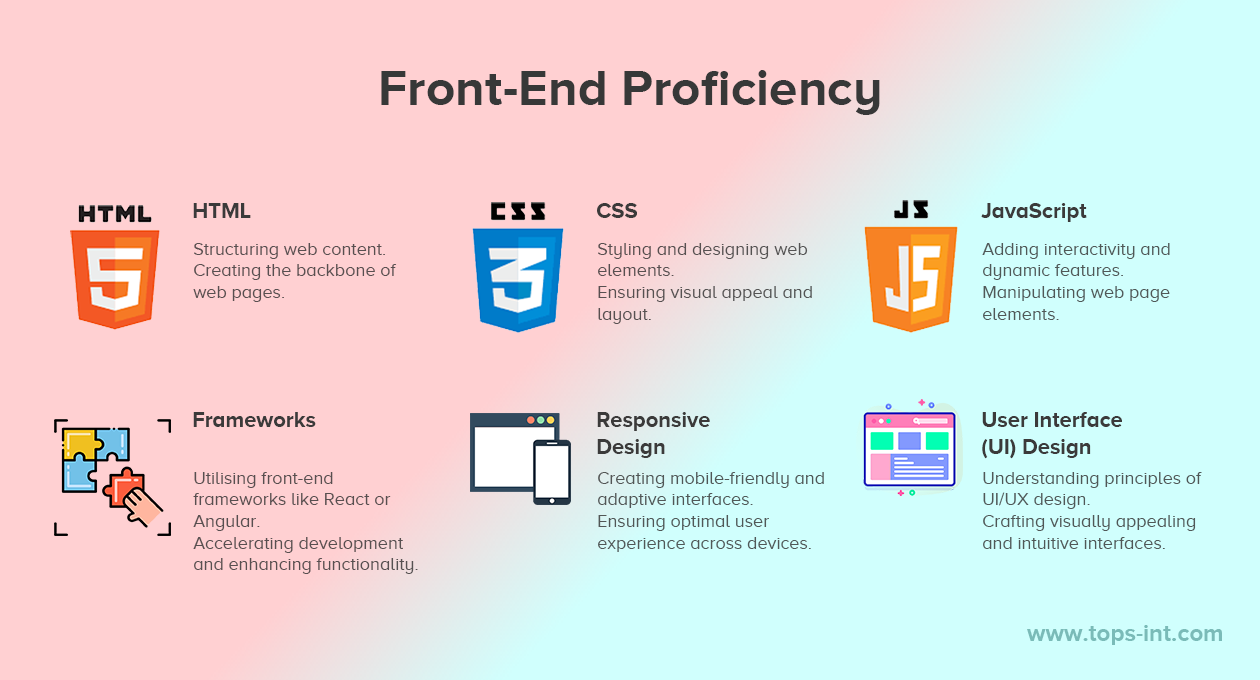 Front-End Proficiency
HTML
5
HTML
Structuring web content.
Creating the backbone of
web pages.
CSS
3
CSS
Styling and designing web
elements.
Ensuring visual appeal and
layout.
JS
JS
JavaScript
Adding interactivity and
dynamic features.
Manipulating web page
elements.
Frameworks
Utilising front-end
frameworks like React or
Angular.
Accelerating development
and enhancing functionality.
Responsive
Design
Creating mobile-friendly and
adaptive interfaces.
Ensuring optimal user
experience across devices.
User Interface
(UI) Design
Understanding principles of
UI/UX design.
Crafting visually appealing
and intuitive interfaces.
www.tops-int.com